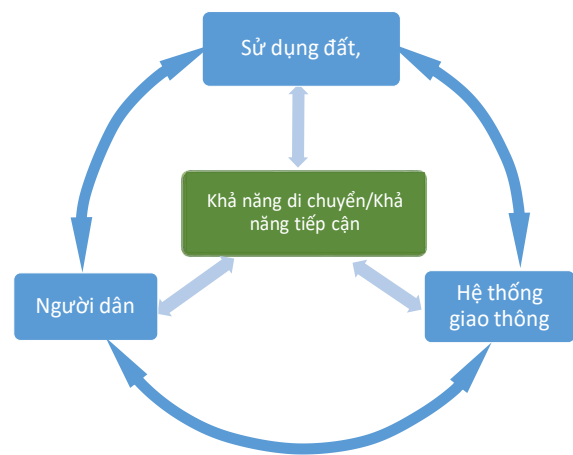 Sử dụng đất,
Khả năng di chuyển/Khả
năng tiếp cận
Người dân
Hệ thống
giao thông